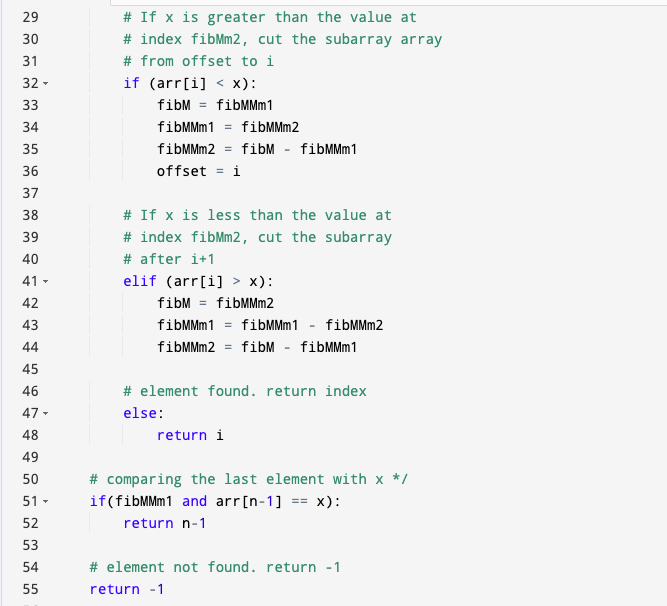 29 # If x is greater than the value at
30 # index fibMm2, cut the subarray array
31 # from offset to i
32 if (arr[i] < x):
33 fibM = fibMMm1
34 fibMMm1 = fibMMm2
35 fibMMm2 = fibM - fibMMm1
36 offset = i
37
38 # If x is less than the value at
39 # index fibMm2, cut the subarray
40 # after i+1
41 elif (arr[i] > x):
42 fibM = fibMMm2
43 fibMMm1 = fibMMm1 - fibMMm2
44 fibMMm2 = fibM - fibMMm1
45
46 # element found. return index
47 else:
48 return i
49
50 # comparing the last element with x */
51 if(fibMMm1 and arr[n-1] == x):
52 return n-1
53
54 # element not found. return -1
55 return -1